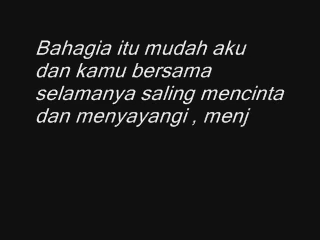 Bahagia itu mudah aku
dan kamu bersama
selamanya saling mencinta
dan menyayangi , menj